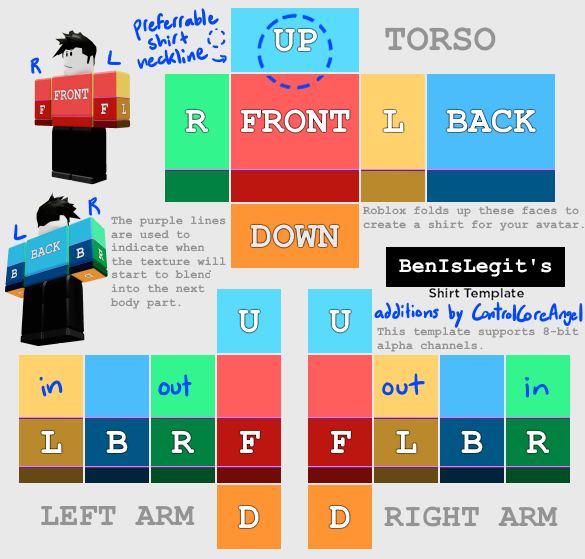 preferrable
shirt
neckline
UP
TORSO
R
L
FRONT
F
F
L
R
FRONT
L
BACK
DOWN
Roblox folds up these faces to
create a shirt for your avatar.
L
R
BACK
B
B
R
The purple lines
are used to
indicate when
the texture will
start to blend
into the next
body part.
BenIsLegit's
Shirt Template
additions by ControlCoreAngel
This template supports 8-bit
alpha channels.
U
U
in
out
out
in
L
B
R
F
F
L
B
R
LEFT ARM
D
D
RIGHT ARM